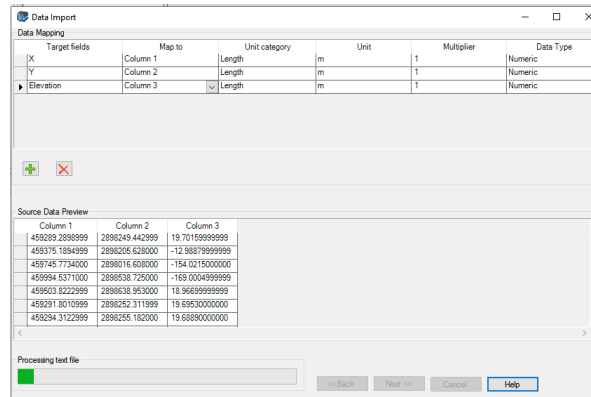 Data Import
Data Mapping
Target fields Map to Unit category Unit Multiplier Data Type
X Column 1 Length m 1 Numeric
Y Column 2 Length m 1 Numeric
Elevation Column 3 Length m 1 Numeric
Source Data Preview
Column 1 Column 2 Column 3
459289.2898999 2898249.442999 19.70159999999
459375.1894999 2898205.628000 -12.98879999999
459745.7734000 2898016.608000 -154.0215000000
459994.5371000 2898538.725000 -169.0004999999
459503.8222999 2898638.953000 18.96699999999
459291.8010999 2898252.311999 19.69530000000
459294.3122999 2898255.182000 19.68890000000
Processing text file
<<Back Next >> Cancel Help